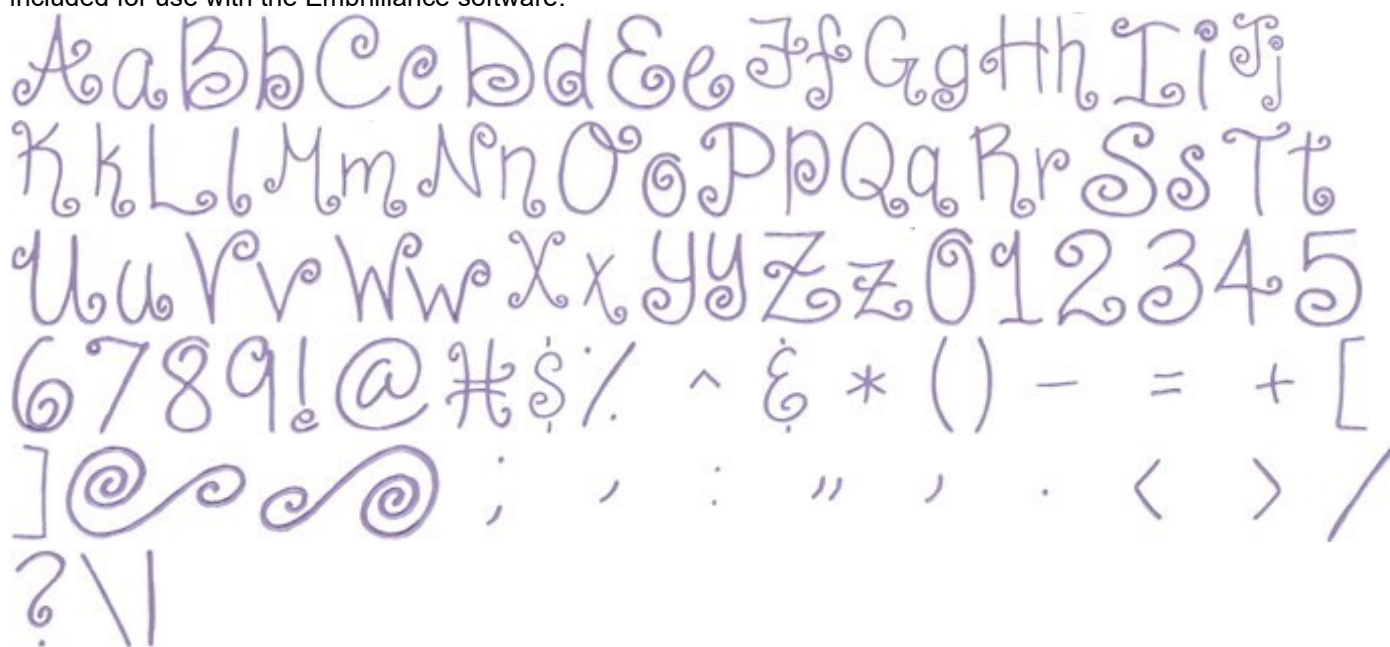 included for use with the Embrilliance software.
AaBbCcDdEeFfGgHhIiJj
KkLlMmNnOoPpQqRrSsTt
UuVvWwXxYyZz012345
6789!@#$% ^ & * () - = + [
] ; ' : " , . < > /
? \ |